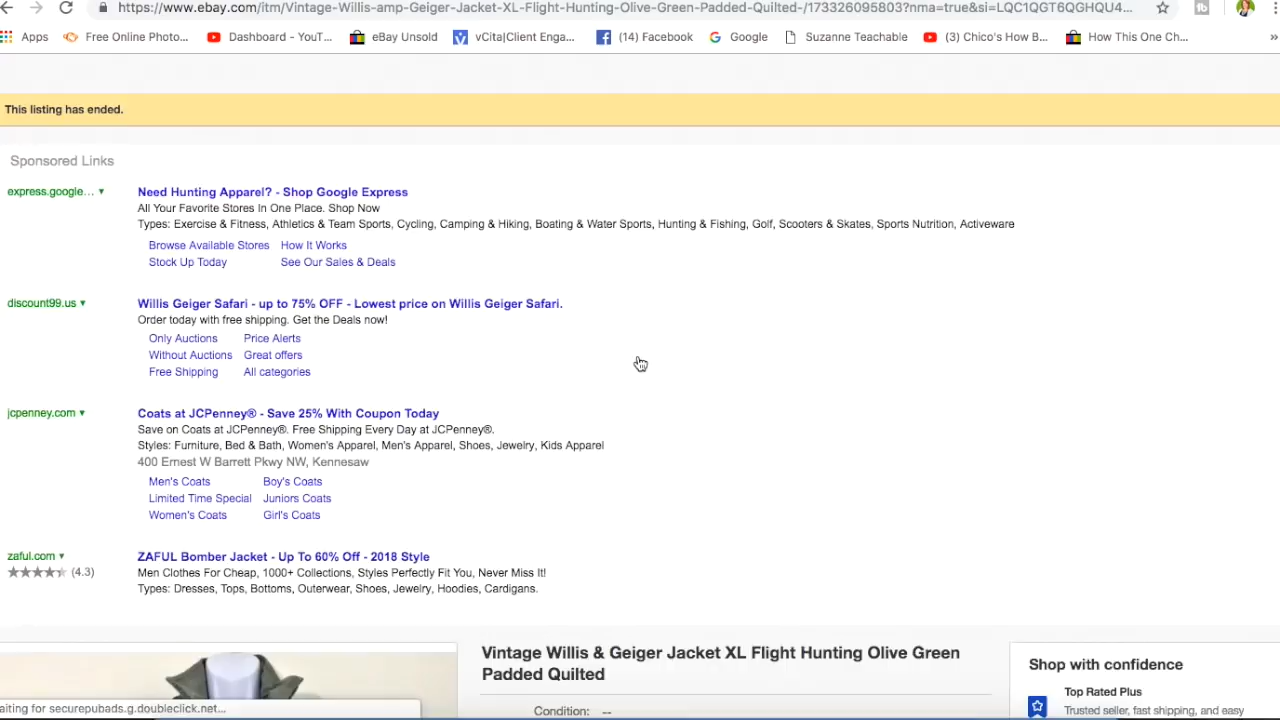 https://www.ebay.com/itm/Vintage-Willis-amp-Geiger-Jacket-XL-Flight-Hunting-Olive-Green-Padded-Quilted-/173326095803?nma=true&si=LQC1QGT6QGHQU4...
Apps Free Online Photo... Dashboard - YouT... eBay Unsold vCita|Client Enga... (14) Facebook Google Suzanne Teachable (3) Chico's How B... How This One Ch... »
This listing has ended.
Sponsored Links
express.google... ▼ Need Hunting Apparel? - Shop Google Express
All Your Favorite Stores In One Place. Shop Now
Types: Exercise & Fitness, Athletics & Team Sports, Cycling, Camping & Hiking, Boating & Water Sports, Hunting & Fishing, Golf, Scooters & Skates, Sports Nutrition, Activeware
Browse Available Stores How It Works
Stock Up Today See Our Sales & Deals
discount99.us ▼ Willis Geiger Safari - up to 75% OFF - Lowest price on Willis Geiger Safari.
Order today with free shipping. Get the Deals now!
Only Auctions Price Alerts
Without Auctions Great offers
Free Shipping All categories
jcpenney.com ▼ Coats at JCPenney® - Save 25% With Coupon Today
Save on Coats at JCPenney®. Free Shipping Every Day at JCPenney®.
Styles: Furniture, Bed & Bath, Women's Apparel, Men's Apparel, Shoes, Jewelry, Kids Apparel
400 Ernest W Barrett Pkwy NW, Kennesaw
Men's Coats Boy's Coats
Limited Time Special Juniors Coats
Women's Coats Girl's Coats
zaful.com ▼ ZAFUL Bomber Jacket - Up To 60% Off - 2018 Style
(4.3) Men Clothes For Cheap, 1000+ Collections, Styles Perfectly Fit You, Never Miss It!
Types: Dresses, Tops, Bottoms, Outerwear, Shoes, Jewelry, Hoodies, Cardigans.
Vintage Willis & Geiger Jacket XL Flight Hunting Olive Green
Padded Quilted
Shop with confidence
Top Rated Plus
Trusted seller, fast shipping, and easy
Condition: --
aiting for securepubads.g.doubleclick.net...